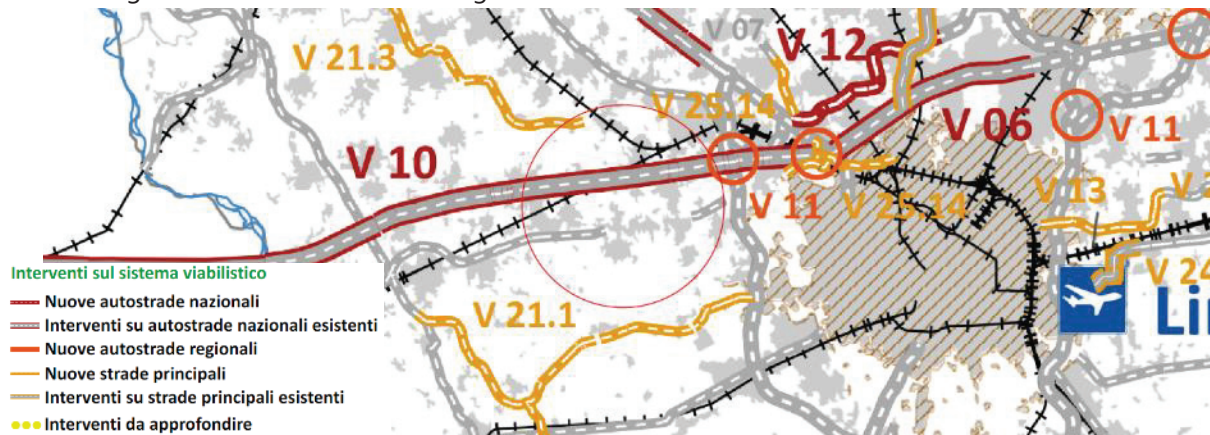 V 07
V 12
V 21.3
V 25.14
V 06
V 10
V 11
V 11
V 25.14
V 13
V 24
V 21.1
Interventi sul sistema viabilistico
Nuove autostrade nazionali
Interventi su autostrade nazionali esistenti
Nuove autostrade regionali
Nuove strade principali
Interventi su strade principali esistenti
Interventi da approfondire